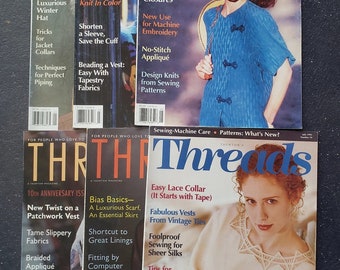 Luxurious
Winter
Hat
Tricks
for
Jacket
Collars
Techniques
for Perfect
Piping
Knit In Color
Shorten
a Sleeve,
Save the Cuff
Beading a Vest:
Easy With
Tapestry
Fabrics
Closures
New Use for
Machine
Embroidery
No-Stitch
Appliqué
Design Knits
from Sewing
Patterns
FOR PEOPLE WHO LOVE TO
THR
10TH ANNIVERSARY ISSUE
New Twist on a
Patchwork Vest
Tame Slippery
Fabrics
Braided
Appliqué
FOR PEOPLE WHO LOVE TO
THR
Bias Basics–
A Luxurious Scarf,
An Essential Skirt
Shortcut to
Great Linings
Fitting by
Computer
Sewing-Machine Care • Patterns: What's New!
Threads
Easy Lace Collar
(It Starts with Tape)
Fabulous Vests
From Vintage Ties
Foolproof
Sewing for
Sheer Silks
Tips for